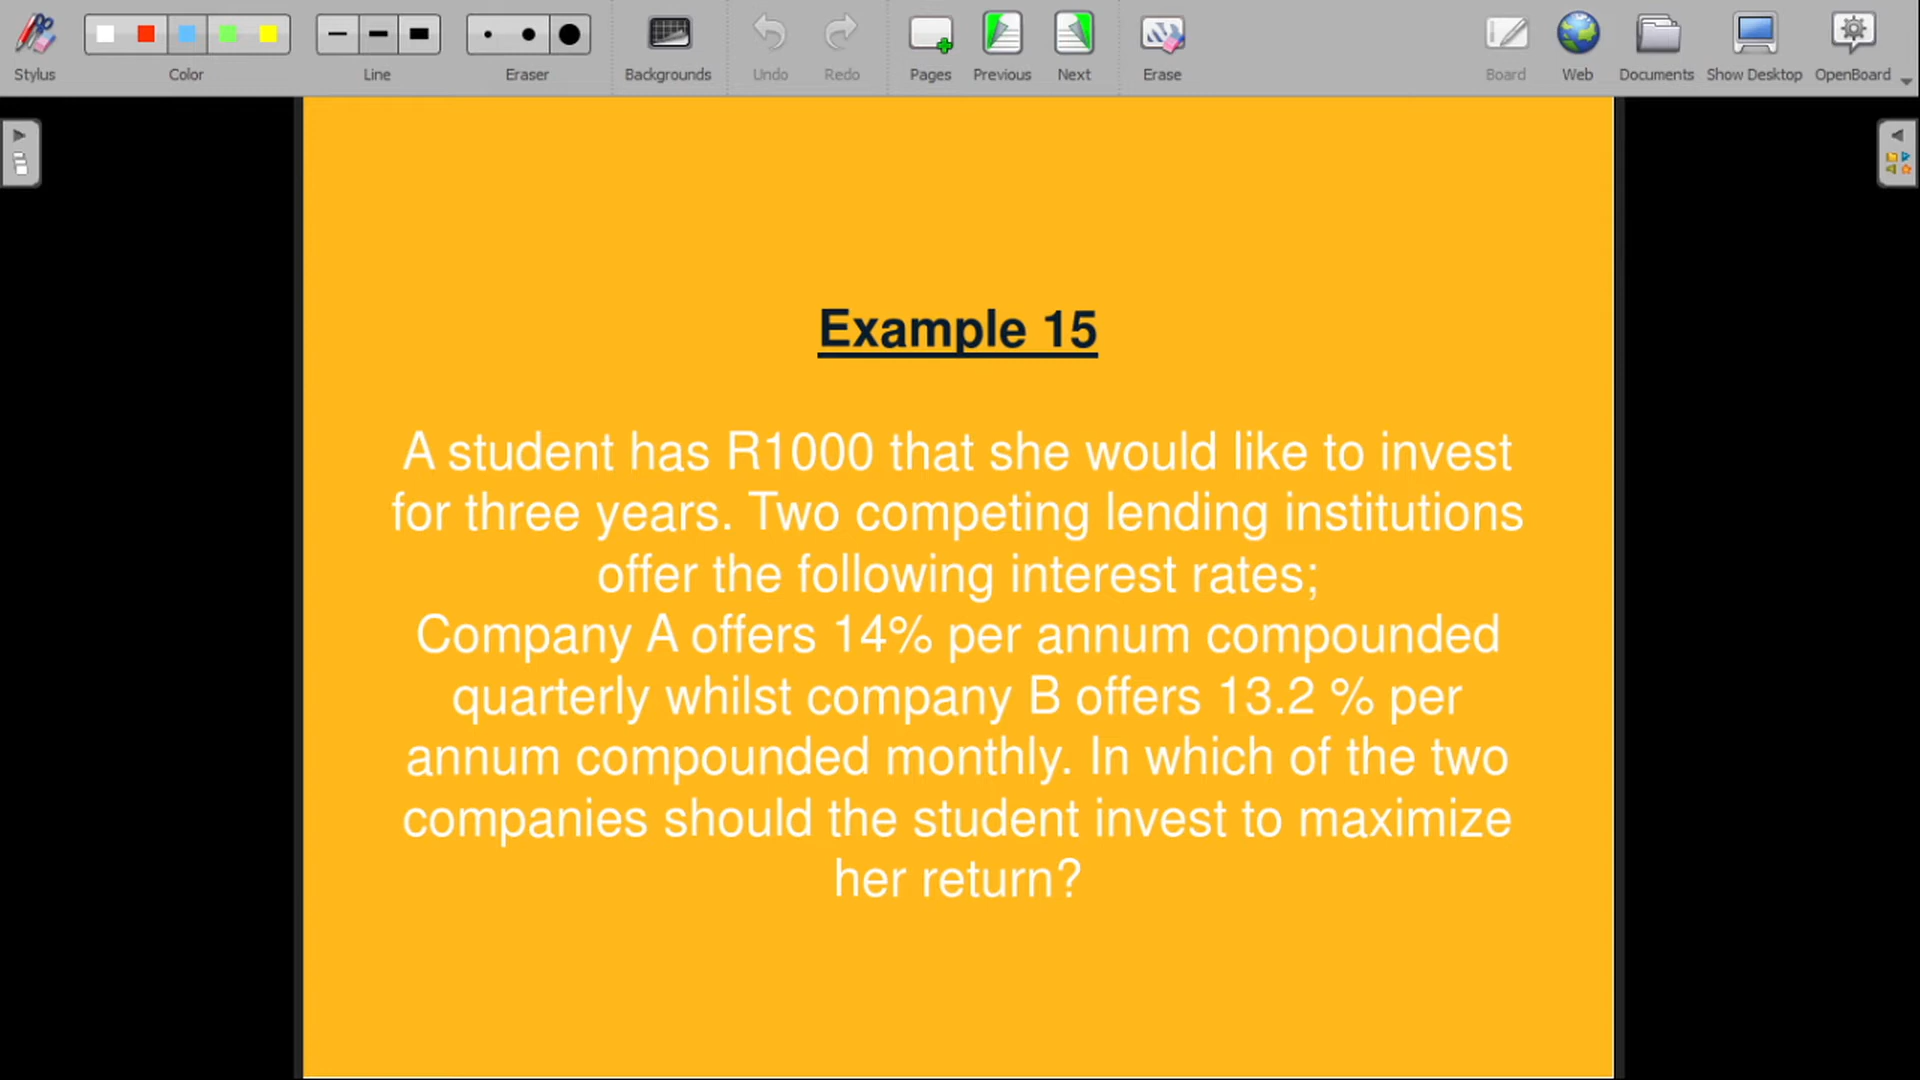 Stylus
Color
Line
Eraser
Backgrounds
Undo
Redo
Pages
Previous
Next
Erase
Board
Web
Documents
Show Desktop
OpenBoard
Example 15
A student has R1000 that she would like to invest
for three years. Two competing lending institutions
offer the following interest rates;
Company A offers 14% per annum compounded
quarterly whilst company B offers 13.2 % per
annum compounded monthly. In which of the two
companies should the student invest to maximize
her return?